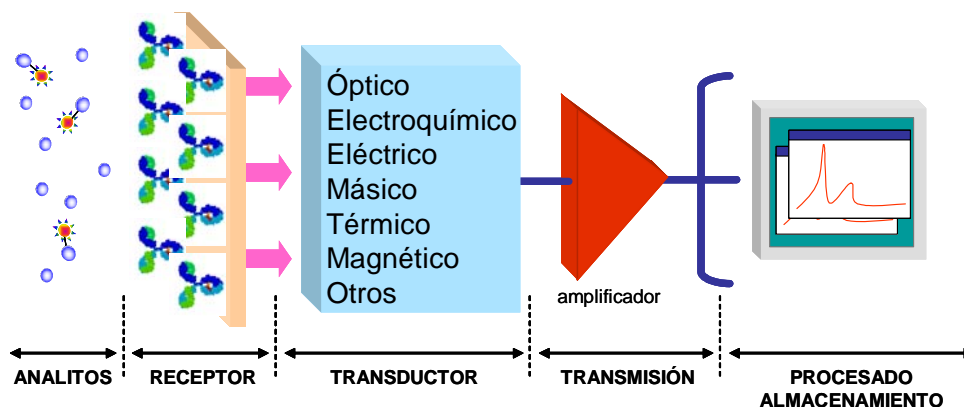 Óptico
Electroquímico
Eléctrico
Másico
Térmico
Magnético
Otros
amplificador
ANALITOS
RECEPTOR
TRANSDUCTOR
TRANSMISIÓN
PROCESADO
ALMACENAMIENTO